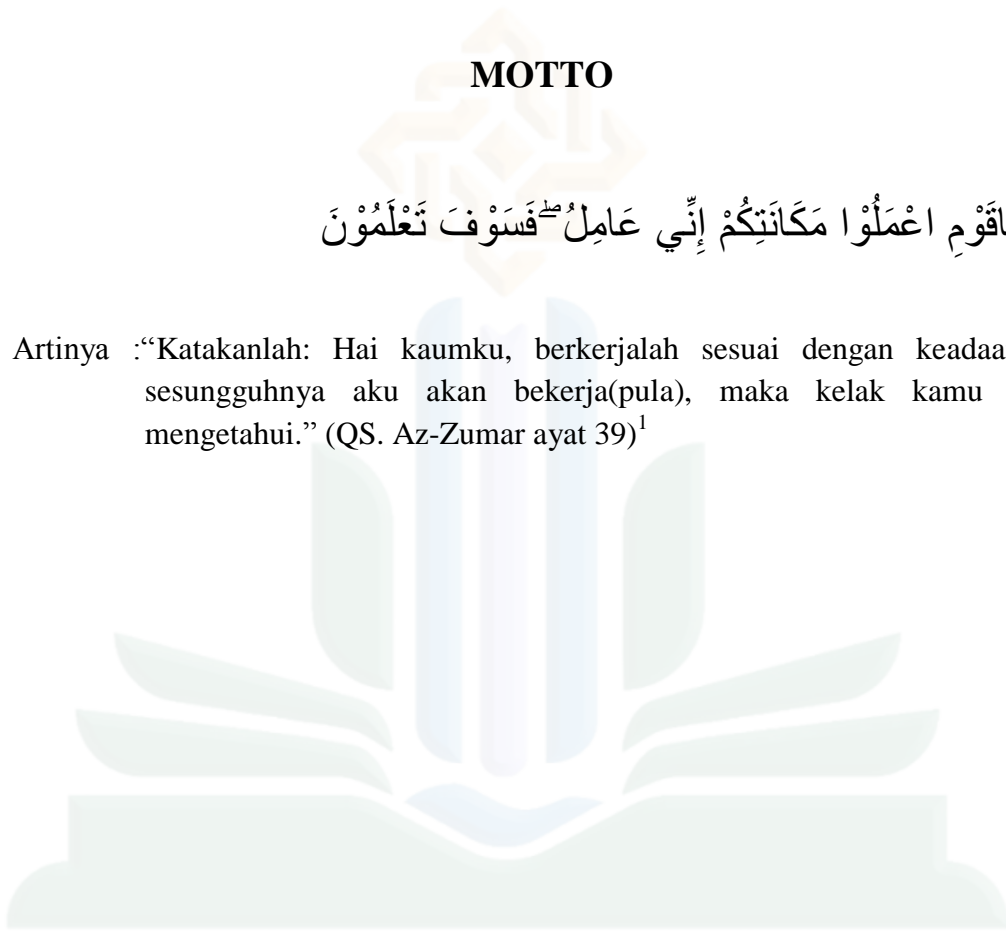 MOTTO
اقَوْمِ اعْمَلُوْا مَكَانَتِكُمْ إِنِّي عَامِلُ ۖ فَسَوْفَ تَعْلَمُوْنَ
Artinya :“Katakanlah: Hai kaumku, berkerjalah sesuai dengan keadaa
sesungguhnya aku akan bekerja(pula), maka kelak kamu
mengetahui.” (QS. Az-Zumar ayat 39)¹